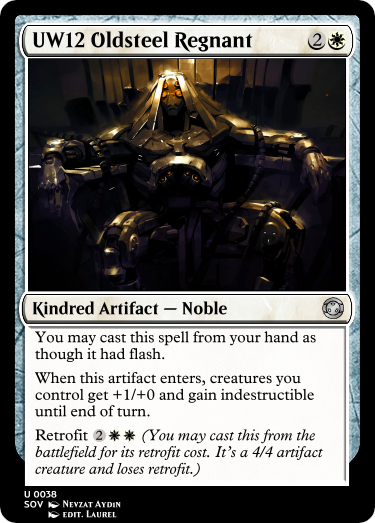 UW12 Oldsteel Regnant 2
Kindred Artifact — Noble
You may cast this spell from your hand as
though it had flash.
When this artifact enters, creatures you
control get +1/+0 and gain indestructible
until end of turn.
Retrofit 2 (You may cast this from the
battlefield for its retrofit cost. It's a 4/4 artifact
creature and loses retrofit.)
U 0038
SOV Nevzat Aydin
edit. Laurel